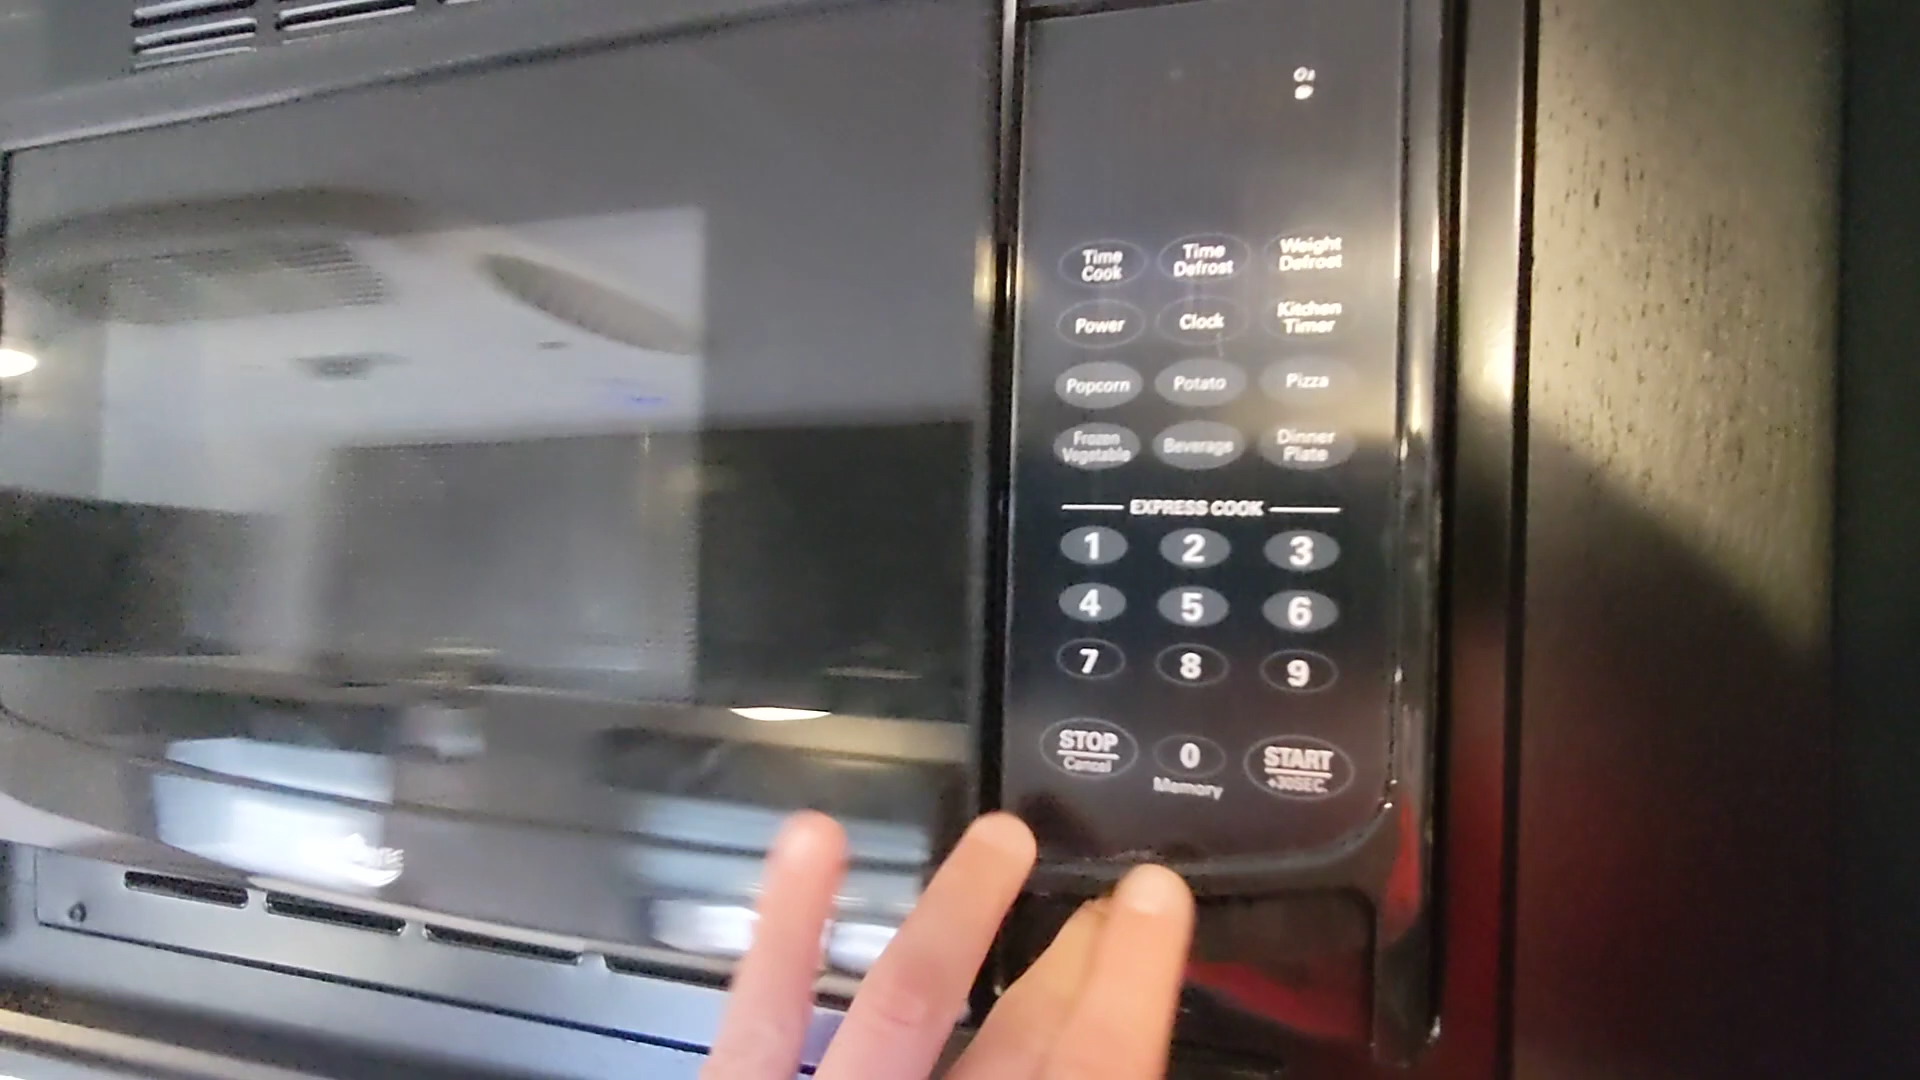 Time Cook
Time Defrost
Weight Defrost
Power
Clock
Kitchen Timer
Popcorn
Potato
Pizza
Frozen Vegetable
Beverage
Dinner Plate
EXPRESS COOK
1 2 3
4 5 6
7 8 9
STOP Cancel
0 Memory
START +30SEC.